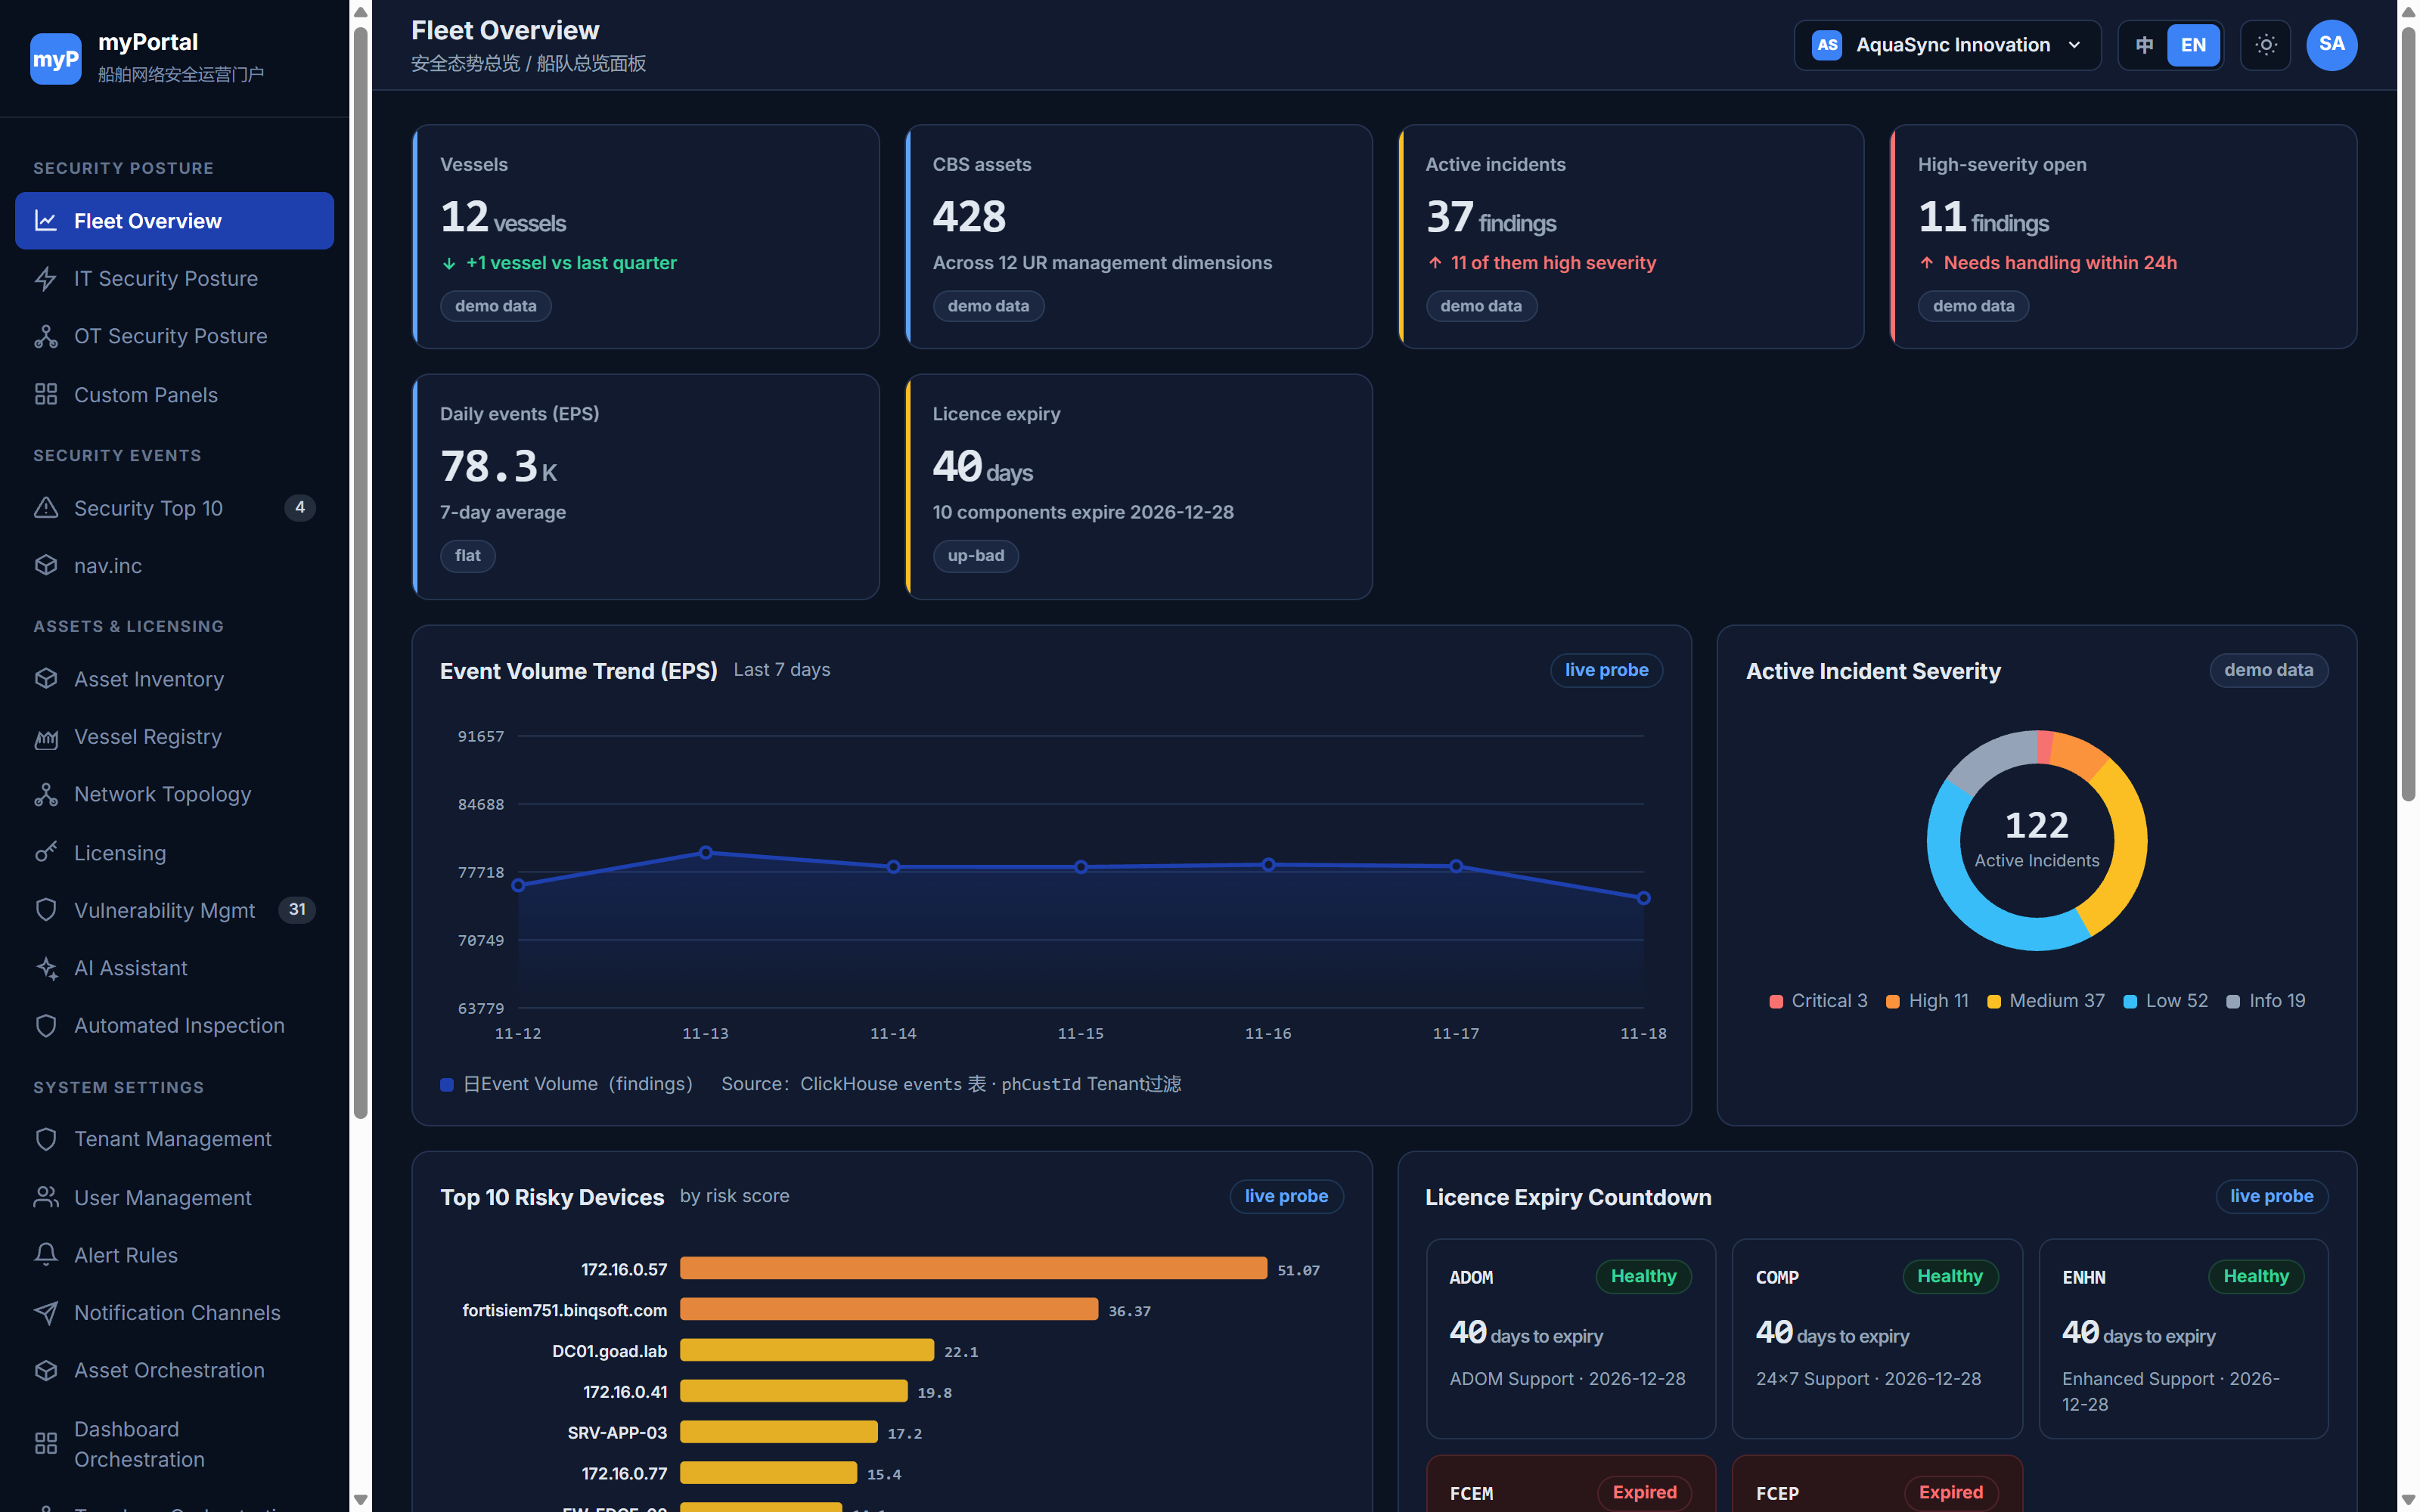 myP
myPortal
船舶网络安全运营门户
SECURITY POSTURE
Fleet Overview
IT Security Posture
OT Security Posture
Custom Panels
SECURITY EVENTS
Security Top 10 4
nav.inc
ASSETS & LICENSING
Asset Inventory
Vessel Registry
Network Topology
Licensing
Vulnerability Mgmt 31
AI Assistant
Automated Inspection
SYSTEM SETTINGS
Tenant Management
User Management
Alert Rules
Notification Channels
Asset Orchestration
Dashboard
Orchestration
Fleet Overview
安全态势总览 / 船队总览面板
AS AquaSync Innovation
中 EN
SA
Vessels
12 vessels
+1 vessel vs last quarter
demo data
CBS assets
428
Across 12 UR management dimensions
demo data
Active incidents
37 findings
11 of them high severity
demo data
High-severity open
11 findings
Needs handling within 24h
demo data
Daily events (EPS)
78.3 K
7-day average
flat
Licence expiry
40 days
10 components expire 2026-12-28
up-bad
Event Volume Trend (EPS) Last 7 days live probe
91657
84688
77718
70749
63779
11-12 11-13 11-14 11-15 11-16 11-17 11-18
日Event Volume（findings） Source：ClickHouse events 表 · phCustId Tenant过滤
Active Incident Severity demo data
122
Active Incidents
Critical 3 High 11 Medium 37 Low 52 Info 19
Top 10 Risky Devices by risk score live probe
172.16.0.57 51.07
fortisiem751.binqsoft.com 36.37
DC01.goad.lab 22.1
172.16.0.41 19.8
SRV-APP-03 17.2
172.16.0.77 15.4
Licence Expiry Countdown live probe
ADOM Healthy
40 days to expiry
ADOM Support · 2026-12-28
COMP Healthy
40 days to expiry
24×7 Support · 2026-12-28
ENHN Healthy
40 days to expiry
Enhanced Support · 2026-
12-28
FCEM Expired
FCEP Expired